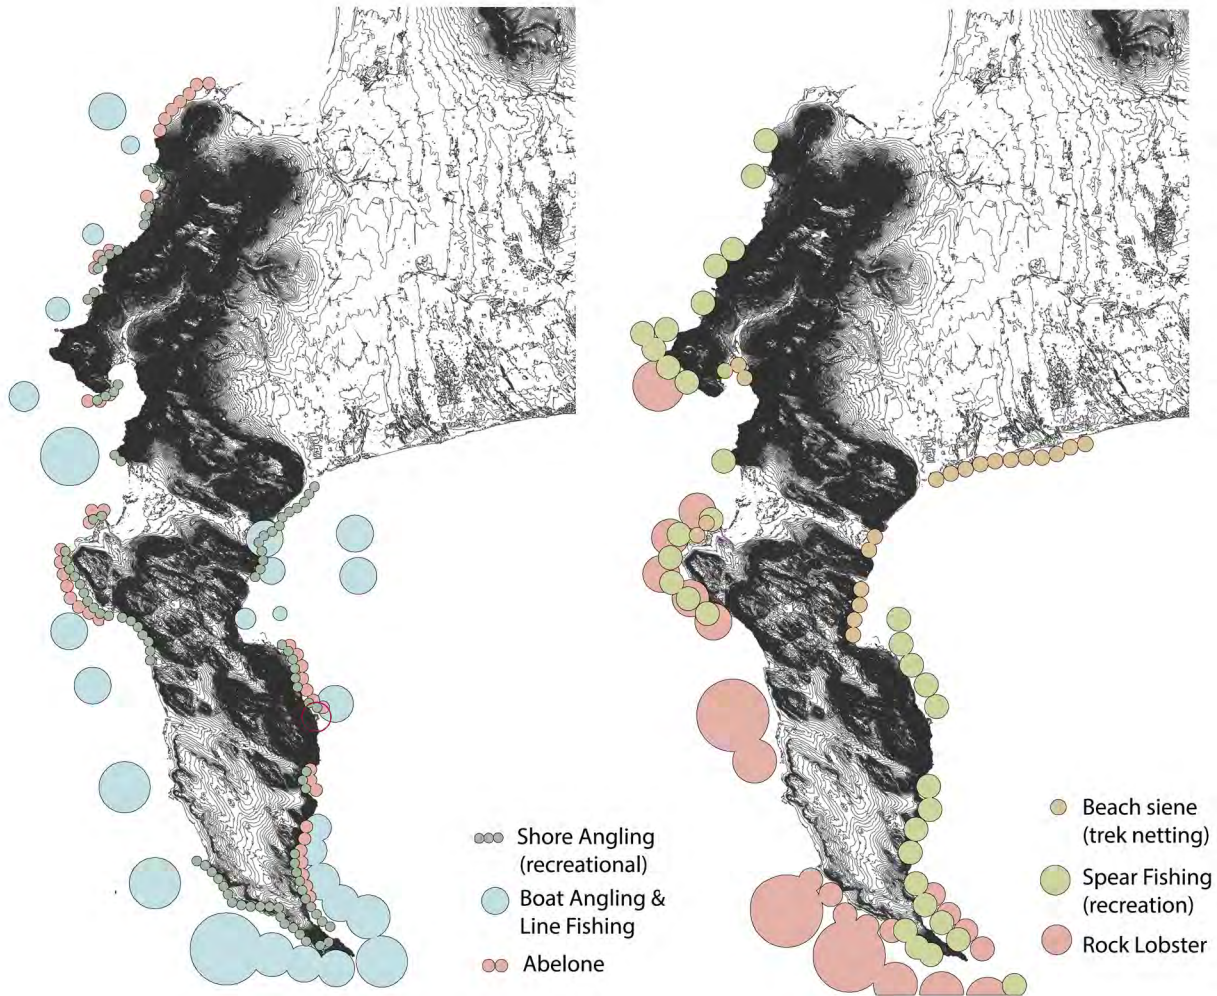 Shore Angling
(recreational)
Boat Angling &
Line Fishing
Abelone
Beach siene
(trek netting)
Spear Fishing
(recreation)
Rock Lobster